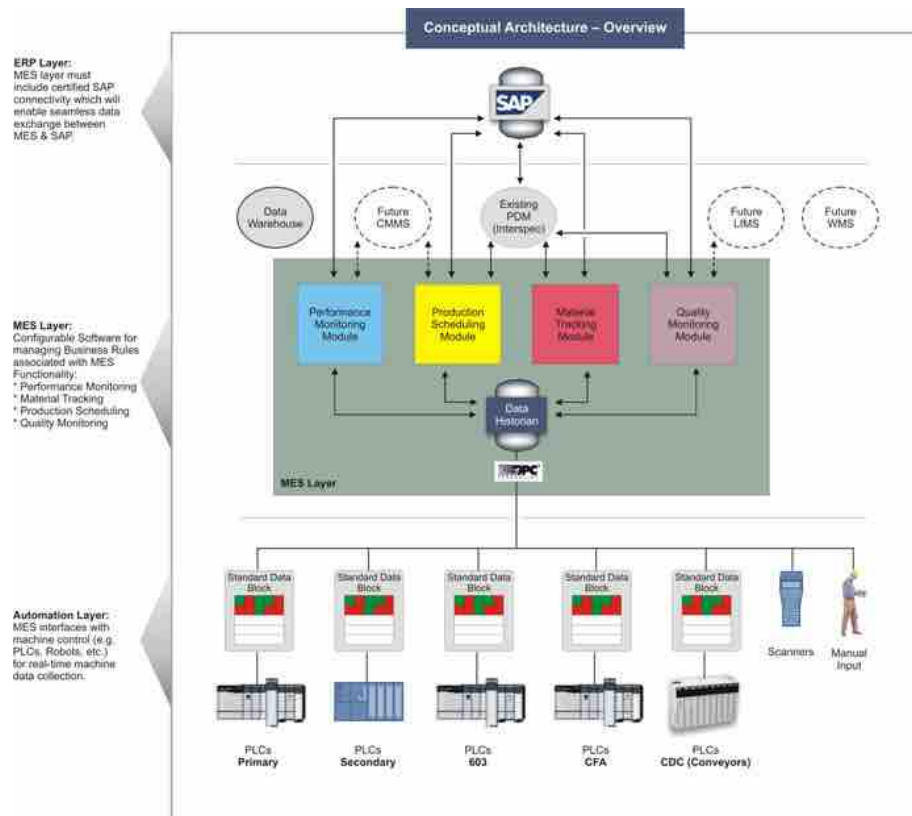 Conceptual Architecture – Overview
ERP Layer:
MES layer must
include certified SAP
connectivity which will
enable seamless data
exchange between
MES & SAP.
SAP
Data
Warehouse
Future
CMMS
Existing
PDM
(Interspec)
Future
LIMS
Future
WMS
MES Layer:
Configurable Software for
managing Business Rules
associated with MES
Functionality:
* Performance Monitoring
* Material Tracking
* Production Scheduling
* Quality Monitoring
Performance
Monitoring
Module
Production
Scheduling
Module
Material
Tracking
Module
Quality
Monitoring
Module
Data
Historian
OPC
MES Layer
Automation Layer:
MES interfaces with
machine control (e.g.
PLCs, Robots, etc.)
for real-time machine
data collection.
Standard Data
Block
Standard Data
Block
Standard Data
Block
Standard Data
Block
Standard Data
Block
Scanners
Manual
Input
PLCs
Primary
PLCs
Secondary
PLCs
603
PLCs
CFA
PLCs
CDC (Conveyors)